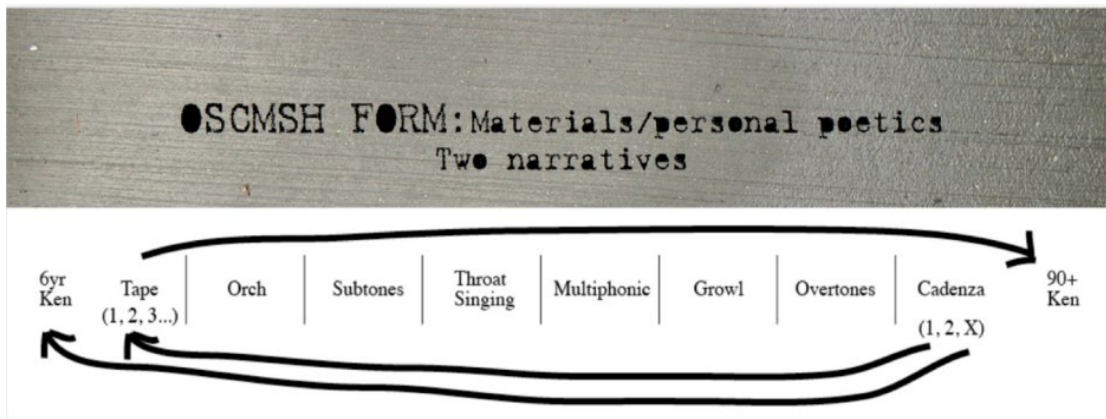 OSCMSH FORM: Materials/personal poetics
Two narratives
6yr
Ken
Tape
(1, 2, 3...)
Orch
Subtones
Throat
Singing
Multiphonic
Growl
Overtones
Cadenza
(1, 2, X)
90+
Ken